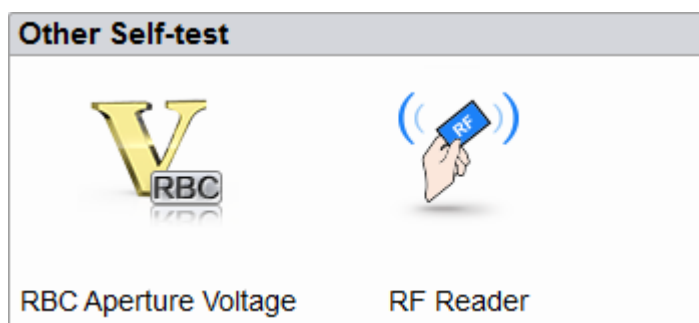 Other Self-test
V
RBC
RF
RBC Aperture Voltage
RF Reader